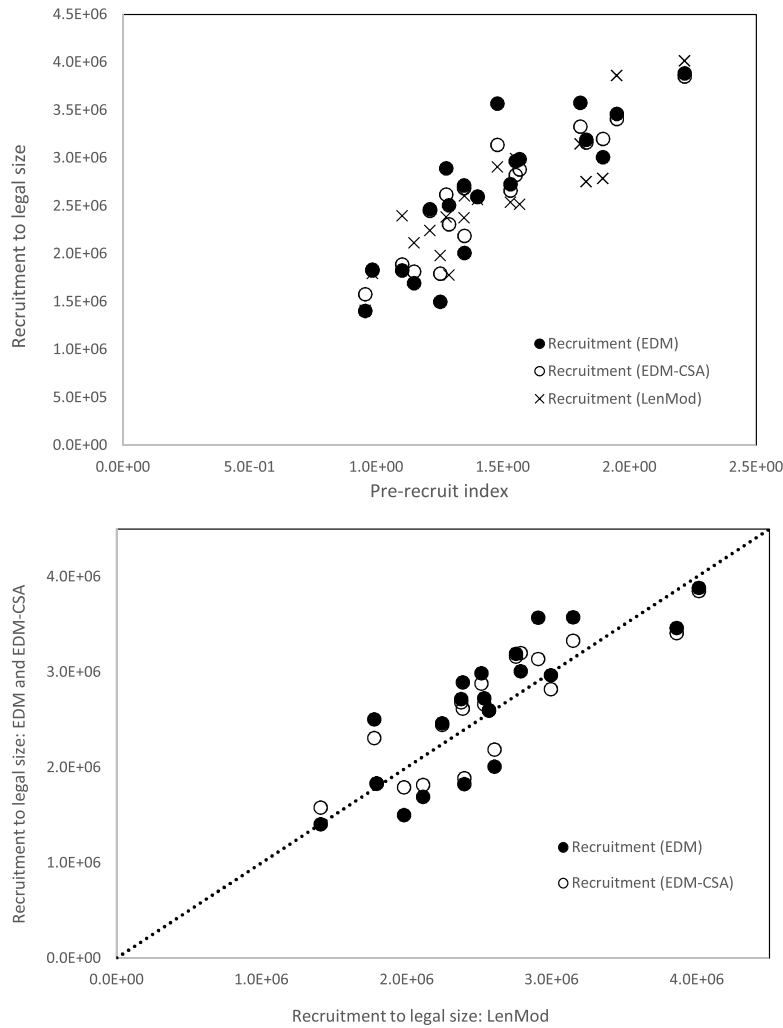 4.5E+06
4.0E+06
3.5E+06
3.0E+06
2.5E+06
2.0E+06
1.5E+06
1.0E+06
5.0E+05
0.0E+00
Recruitment to legal size
Recruitment (EDM)
Recruitment (EDM-CSA)
Recruitment (LenMod)
0.0E+00 5.0E-01 1.0E+00 1.5E+00 2.0E+00 2.5E+00
Pre-recruit index
4.0E+06
3.0E+06
2.0E+06
1.0E+06
0.0E+00
Recruitment to legal size: EDM and EDM-CSA
Recruitment (EDM)
Recruitment (EDM-CSA)
0.0E+00 1.0E+06 2.0E+06 3.0E+06 4.0E+06
Recruitment to legal size: LenMod